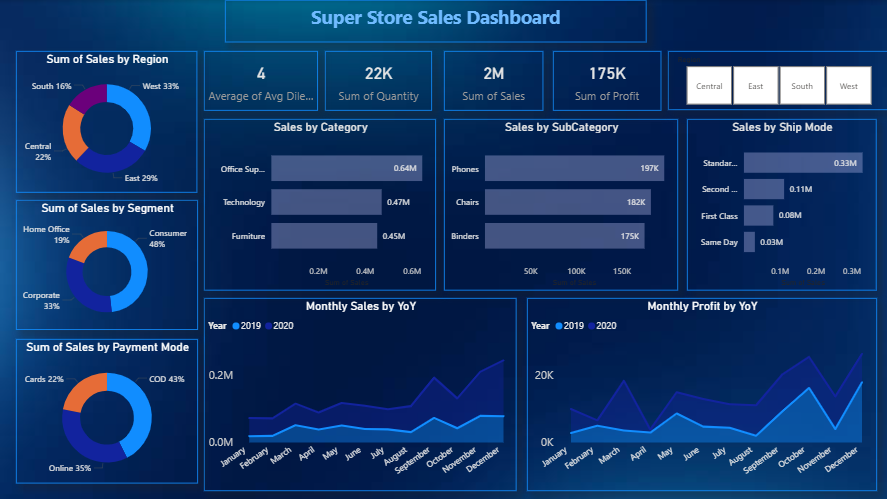 Super Store Sales Dashboard
Sum of Sales by Region
South 16%
West 33%
Central
22%
East 29%
4
Average of Avg Dile...
22K
Sum of Quantity
2M
Sum of Sales
175K
Sum of Profit
Central
East
South
West
Sales by Category
Office Sup...
0.64M
Technology
0.47M
Furniture
0.45M
0.2M
0.4M
0.6M
Sales by SubCategory
Phones
197K
Chairs
182K
Binders
175K
50K
100K
150K
Sales by Ship Mode
Standar...
0.33M
Second ...
0.11M
First Class
0.08M
Same Day
0.03M
0.1M
0.2M
0.3M
Sum of Sales by Segment
Home Office
19%
Consumer
48%
Corporate
33%
Sum of Sales by Payment Mode
Cards 22%
COD 43%
Online 35%
Monthly Sales by YoY
Year 2019 2020
0.2M
0.0M
January
February
March
April
May
June
July
August
September
October
November
December
Monthly Profit by YoY
Year 2019 2020
20K
0K
January
February
March
April
May
June
July
August
September
October
November
December